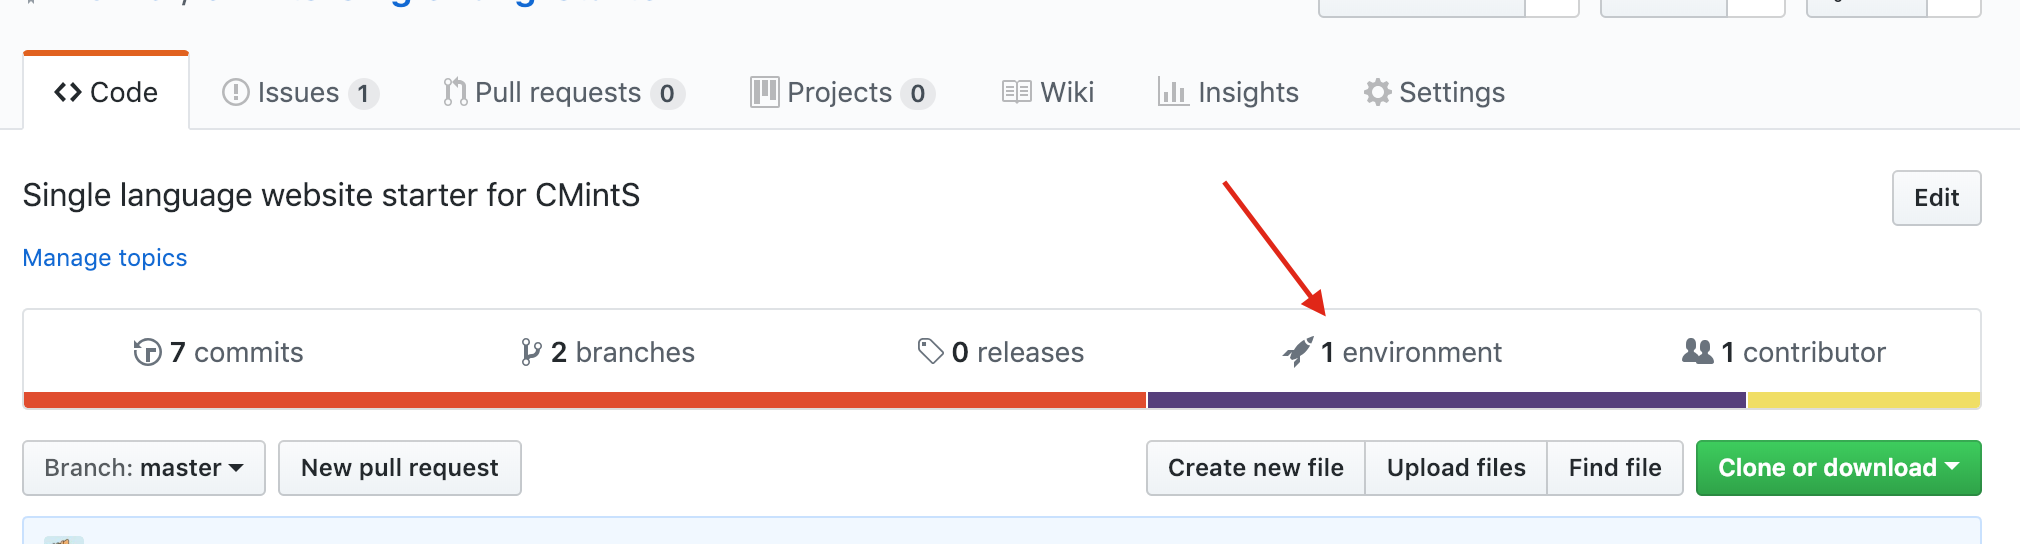 Code Issues 1 Pull requests 0 Projects 0 Wiki Insights Settings
Single language website starter for CMintS Edit
Manage topics
7 commits 2 branches 0 releases 1 environment 1 contributor
Branch: master New pull request Create new file Upload files Find file Clone or download